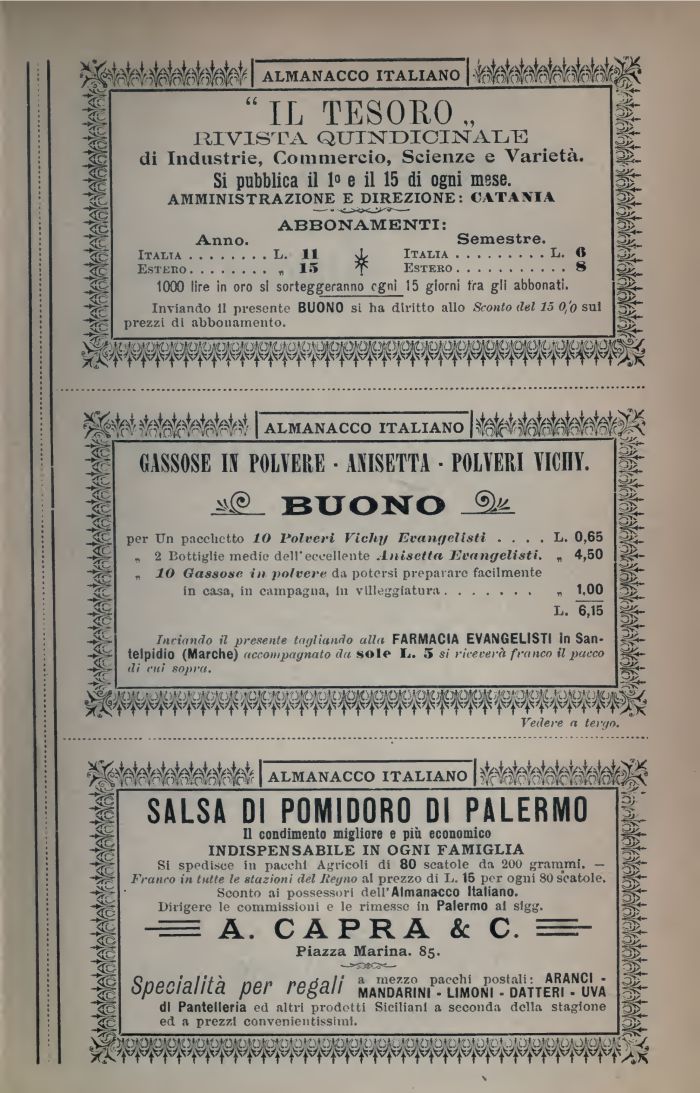 ALMANACCO ITALIANO
“ IL TESORO „
RIVISTA QUINDICINALE
di Industrie, Commercio, Scienze e Varietà.
Si pubblica il 1º e il 15 di ogni mese.
AMMINISTRAZIONE E DIREZIONE: CATANIA
ABBONAMENTI:
Anno. Semestre.
ITALIA ........ L. 11 ITALIA ........... L. 6
ESTERO ........ „ 15 ESTERO ........... 8
1000 lire in oro si sorteggeranno cgni 15 giorni fra gli abbonati.
Inviando il presente BUONO si ha diritto allo Sconto del 15 0/o sui
prezzi di abbonamento.
ALMANACCO ITALIANO
GASSOSE IN POLVERE - ANISETTA - POLVERI VICHY.
BUONO
per Un pacchetto 10 Polveri Vichy Evangelisti .... L. 0,65
„ 2 Bottiglie medie dell'eccellente Anisetta Evangelisti. „ 4,50
„ 10 Gassose in polvere da potersi preparare facilmente
in casa, in campagna, in villeggiatura ....... „ 1,00
L. 6,15
Inviando il presente tagliando alla FARMACIA EVANGELISTI in San-
telpidio (Marche) accompagnato da sole L. 5 si riceverà franco il pacco
di cui sopra.
Vedere a tergo.
ALMANACCO ITALIANO
SALSA DI POMIDORO DI PALERMO
Il condimento migliore e più economico
INDISPENSABILE IN OGNI FAMIGLIA
Si spedisce in pacchi Agricoli di 80 scatole da 200 grammi. —
Franco in tutte le stazioni del Regno al prezzo di L. 15 per ogni 80 scatole.
Sconto ai possessori dell'Almanacco Italiano.
Dirigere le commissioni e le rimesse in Palermo ai sigg.
A. CAPRA & C.
Piazza Marina. 85.
Specialità per regali a mezzo pacchi postali: ARANCI -
MANDARINI - LIMONI - DATTERI - UVA
di Pantelleria ed altri prodotti Siciliani a seconda della stagione
ed a prezzi convenientissimi.